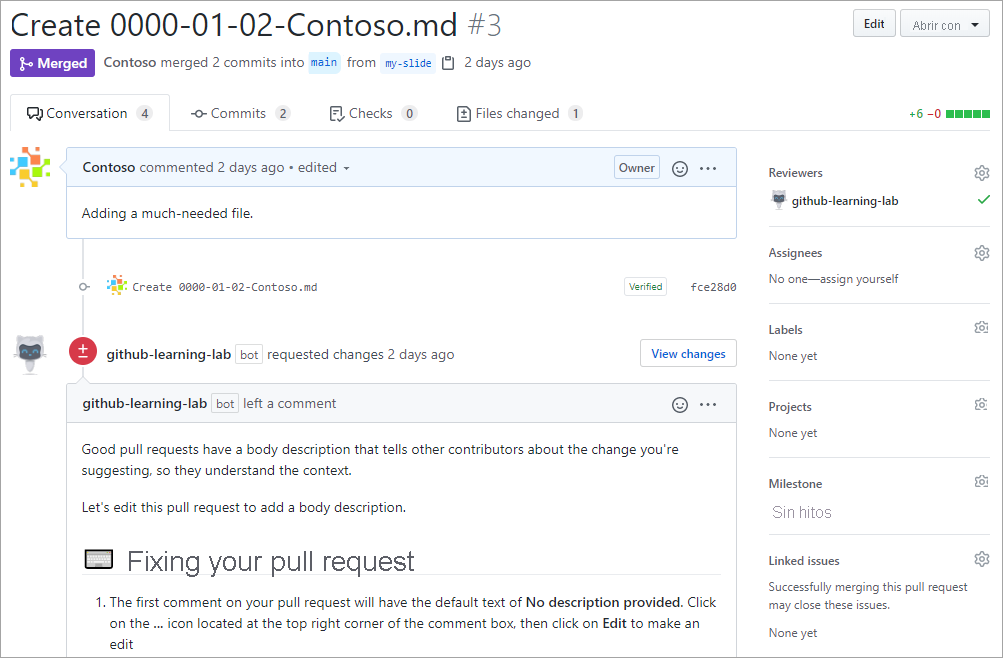 Create 0000-01-02-Contoso.md #3
Edit
Abrir con
Merged
Contoso merged 2 commits into main from my-slide 2 days ago
Conversation 4
Commits 2
Checks 0
Files changed 1
+6 −0
Contoso commented 2 days ago • edited
Owner
Adding a much-needed file.
Create 0000-01-02-Contoso.md
Verified
fce28d0
github-learning-lab bot requested changes 2 days ago
View changes
github-learning-lab bot left a comment
Good pull requests have a body description that tells other contributors about the change you're
suggesting, so they understand the context.
Let's edit this pull request to add a body description.
Fixing your pull request
1. The first comment on your pull request will have the default text of No description provided. Click
on the ... icon located at the top right corner of the comment box, then click on Edit to make an
edit
Reviewers
github-learning-lab
Assignees
No one—assign yourself
Labels
None yet
Projects
None yet
Milestone
Sin hitos
Linked issues
Successfully merging this pull request
may close these issues.
None yet